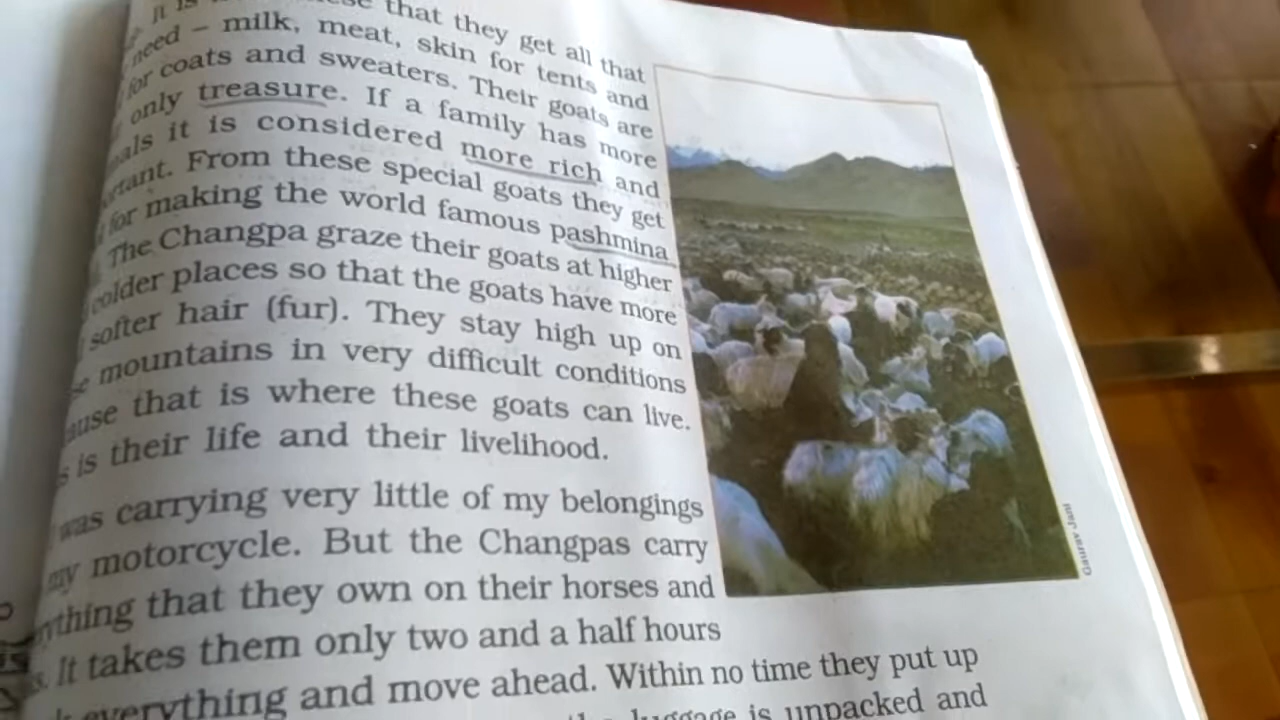 that they get all that
need – milk, meat, skin for tents and
for coats and sweaters. Their goats are
only treasure. If a family has more
it is considered more rich and
From these special goats they get
for making the world famous pashmina
The Changpa graze their goats at higher
colder places so that the goats have more
softer hair (fur). They stay high up on
mountains in very difficult conditions
that is where these goats can live.
is their life and their livelihood.
was carrying very little of my belongings
my motorcycle. But the Changpas carry
that they own on their horses and
It takes them only two and a half hours
everything and move ahead. Within no time they put up
luggage is unpacked and
Gaurav Jani